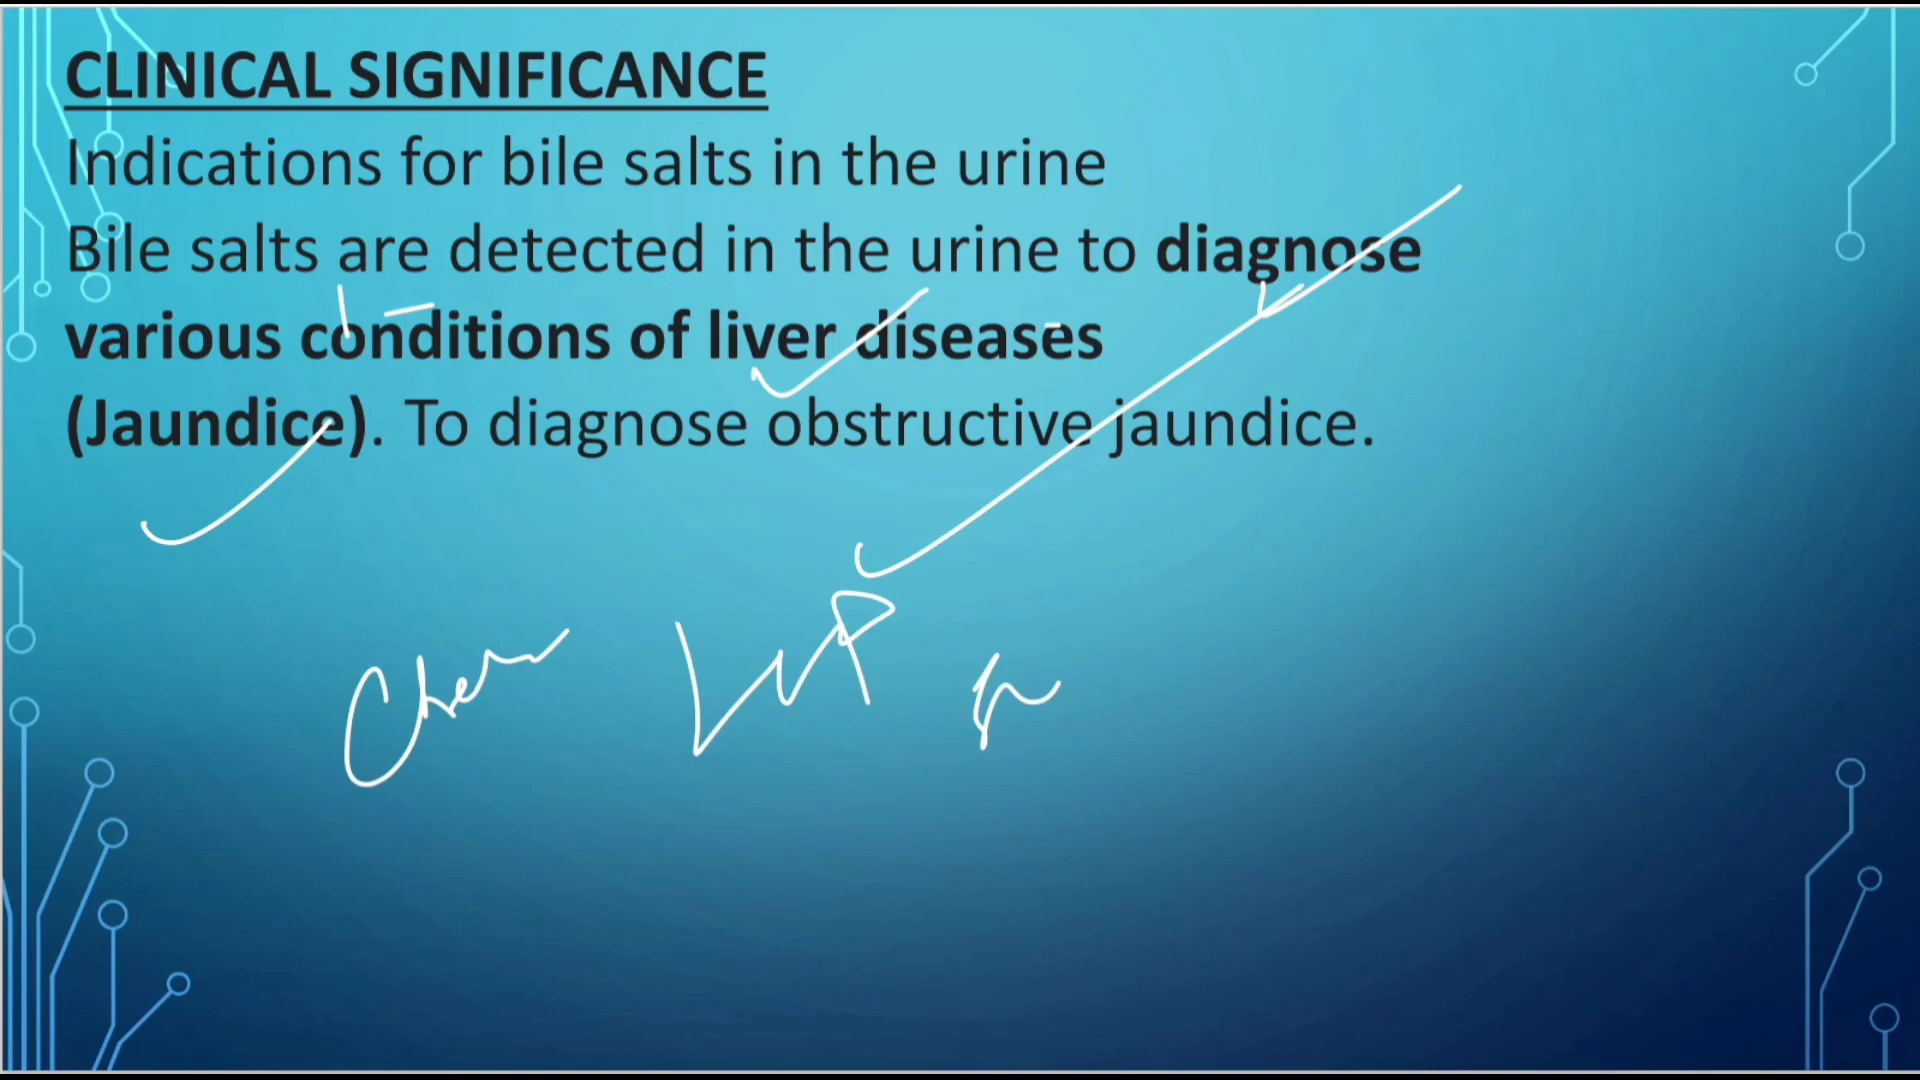 CLINICAL SIGNIFICANCE
Indications for bile salts in the urine
Bile salts are detected in the urine to diagnose
various conditions of liver diseases
(Jaundice). To diagnose obstructive jaundice.